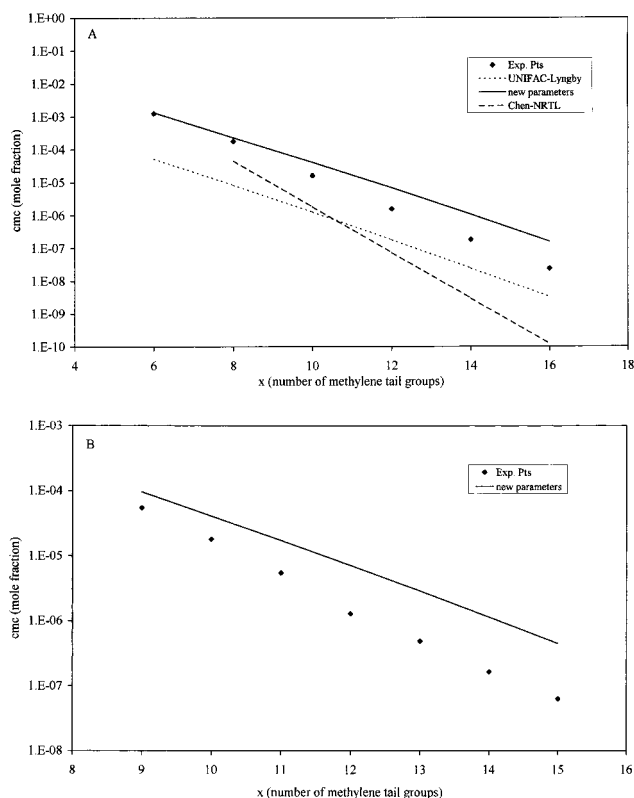 A
1.E+00
1.E-01
1.E-02
1.E-03
1.E-04
1.E-05
1.E-06
1.E-07
1.E-08
1.E-09
1.E-10
cmc (mole fraction)
Exp. Pts
UNIFAC-Lyngby
new parameters
Chen-NRTL
4 6 8 10 12 14 16 18
x (number of methylene tail groups)
B
1.E-03
1.E-04
1.E-05
1.E-06
1.E-07
1.E-08
cmc (mole fraction)
Exp. Pts
new parameters
8 9 10 11 12 13 14 15 16
x (number of methylene tail groups)